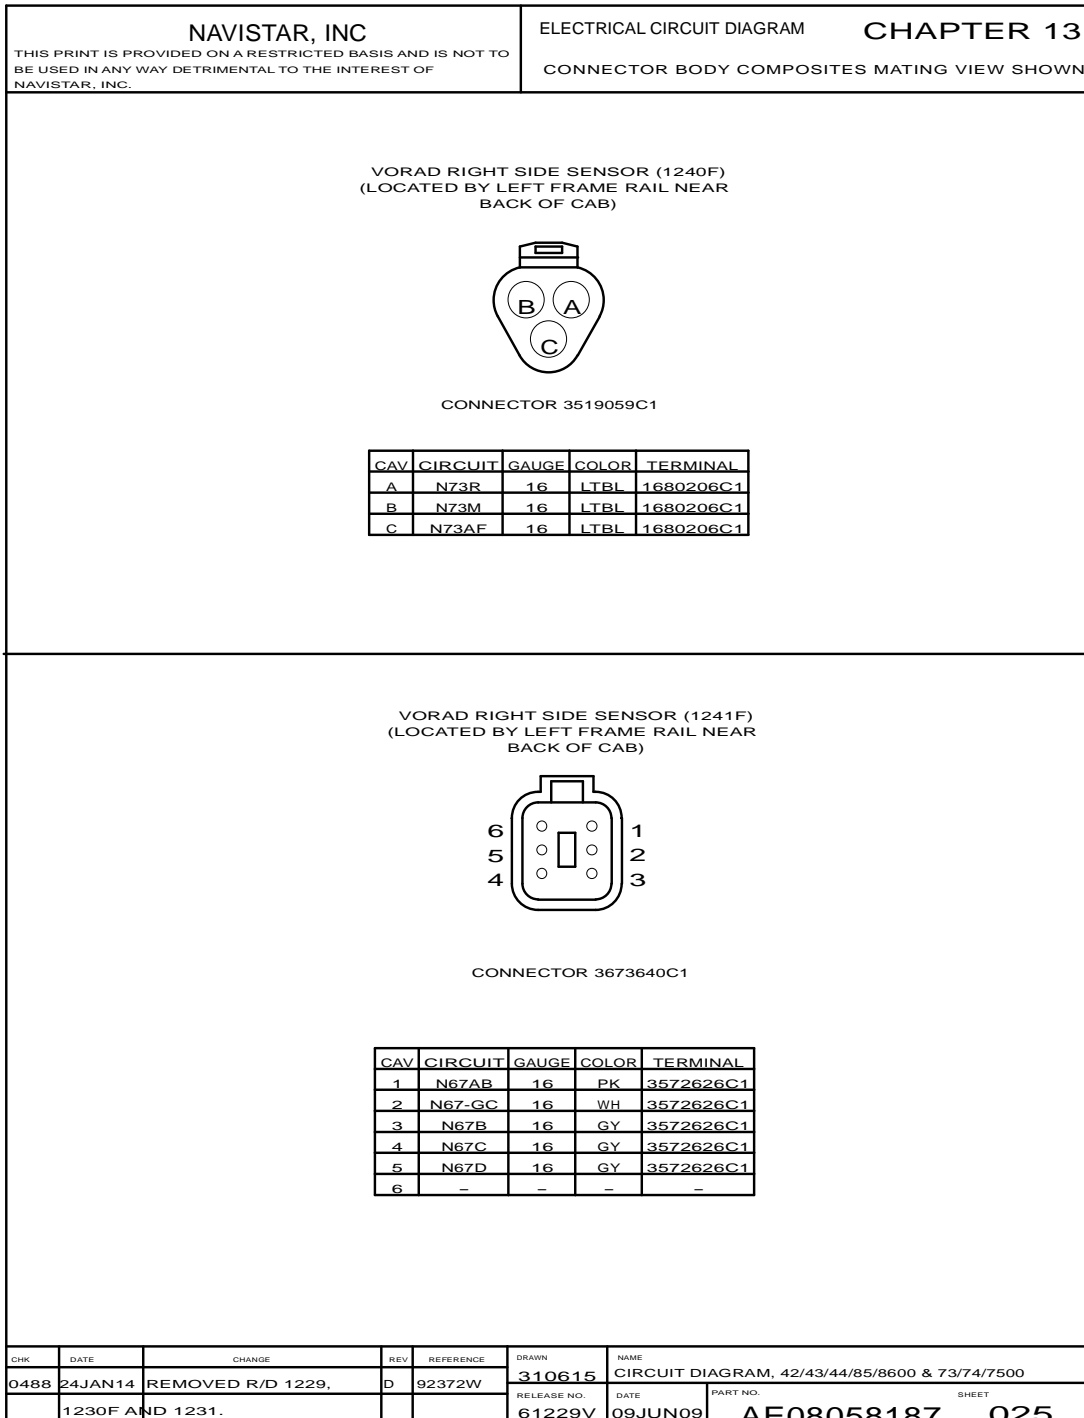 NAVISTAR, INC
THIS PRINT IS PROVIDED ON A RESTRICTED BASIS AND IS NOT TO
BE USED IN ANY WAY DETRIMENTAL TO THE INTEREST OF
NAVISTAR, INC.
ELECTRICAL CIRCUIT DIAGRAM CHAPTER 13
CONNECTOR BODY COMPOSITES MATING VIEW SHOWN
VORAD RIGHT SIDE SENSOR (1240F)
(LOCATED BY LEFT FRAME RAIL NEAR
BACK OF CAB)
B A
C
CONNECTOR 3519059C1
CAV CIRCUIT GAUGE COLOR TERMINAL
A N73R 16 LTBL 1680206C1
B N73M 16 LTBL 1680206C1
C N73AF 16 LTBL 1680206C1
VORAD RIGHT SIDE SENSOR (1241F)
(LOCATED BY LEFT FRAME RAIL NEAR
BACK OF CAB)
6 1
5 2
4 3
CONNECTOR 3673640C1
CAV CIRCUIT GAUGE COLOR TERMINAL
1 N67AB 16 PK 3572626C1
2 N67-GC 16 WH 3572626C1
3 N67B 16 GY 3572626C1
4 N67C 16 GY 3572626C1
5 N67D 16 GY 3572626C1
6 – – – –
CHK DATE CHANGE REV REFERENCE DRAWN NAME
0488 24JAN14 REMOVED R/D 1229, D 92372W 310615 CIRCUIT DIAGRAM, 42/43/44/85/8600 & 73/74/7500
RELEASE NO. DATE PART NO. SHEET
1230F AND 1231. 61229V 09JUN09 AE08058187 025